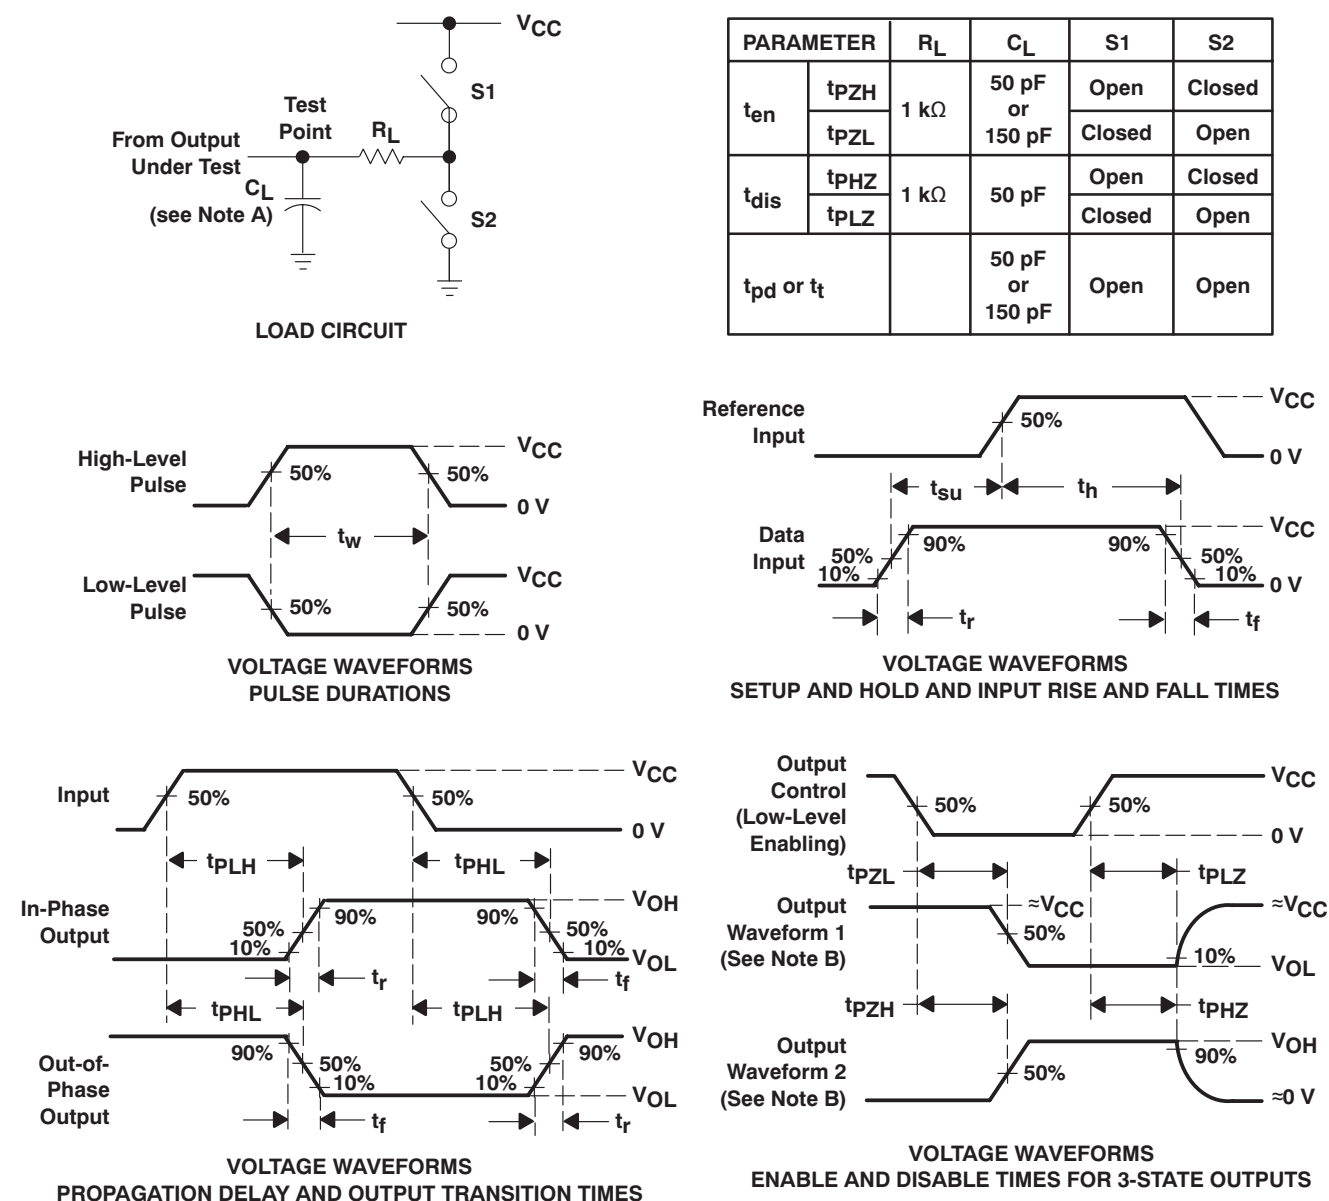 VCC
S1
Test
Point
RL
From Output
Under Test
CL
(see Note A)
S2
LOAD CIRCUIT
PARAMETER RL CL S1 S2
ten tPZH 1 kΩ 50 pF or 150 pF Open Closed
tPZL Closed Open
tdis tPHZ 1 kΩ 50 pF Open Closed
tPLZ Closed Open
tpd or tt 50 pF or 150 pF Open Open
High-Level
Pulse
50%
50%
VCC
0 V
tw
Low-Level
Pulse
50%
50%
VCC
0 V
VOLTAGE WAVEFORMS
PULSE DURATIONS
Reference
Input
50%
VCC
0 V
tsu
th
Data
Input
50%
10%
90%
90%
50%
10%
VCC
0 V
tr
tf
VOLTAGE WAVEFORMS
SETUP AND HOLD AND INPUT RISE AND FALL TIMES
Input
50%
50%
VCC
0 V
tPLH
tPHL
In-Phase
Output
50%
10%
90%
90%
50%
10%
VOH
VOL
tr
tf
tPHL
tPLH
Out-of-
Phase
Output
90%
50%
10%
50%
10%
90%
VOH
VOL
tf
tr
VOLTAGE WAVEFORMS
PROPAGATION DELAY AND OUTPUT TRANSITION TIMES
Output
Control
(Low-Level
Enabling)
50%
50%
VCC
0 V
tPZL
tPLZ
Output
Waveform 1
(See Note B)
≈VCC
50%
≈VCC
10%
VOL
tPZH
tPHZ
Output
Waveform 2
(See Note B)
50%
VOH
90%
≈0 V
VOLTAGE WAVEFORMS
ENABLE AND DISABLE TIMES FOR 3-STATE OUTPUTS